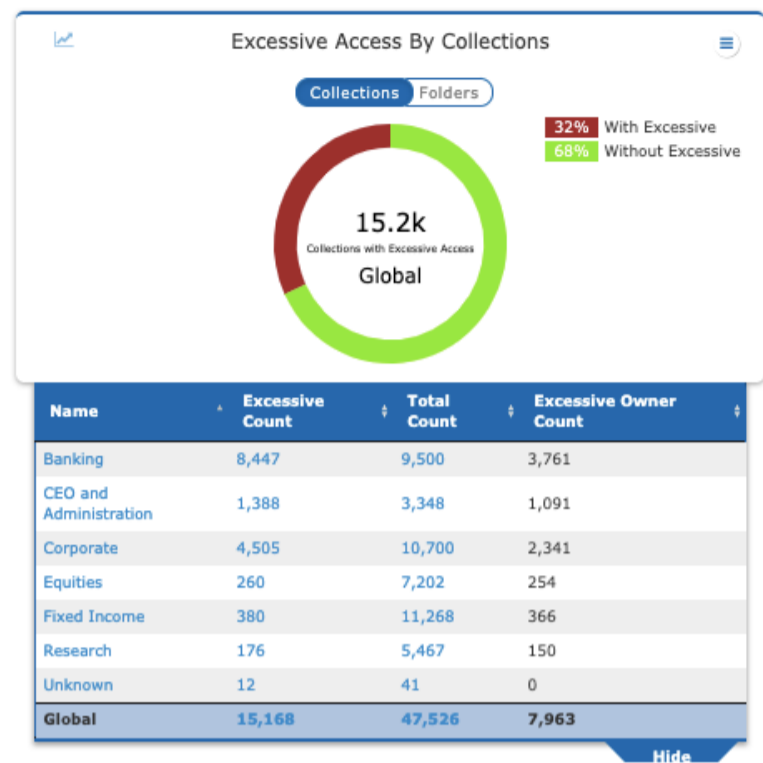 Excessive Access By Collections
Collections Folders
32% With Excessive
68% Without Excessive
15.2k
Collections with Excessive Access
Global
Name Excessive Count Total Count Excessive Owner Count
Banking 8,447 9,500 3,761
CEO and Administration 1,388 3,348 1,091
Corporate 4,505 10,700 2,341
Equities 260 7,202 254
Fixed Income 380 11,268 366
Research 176 5,467 150
Unknown 12 41 0
Global 15,168 47,526 7,963
Hide